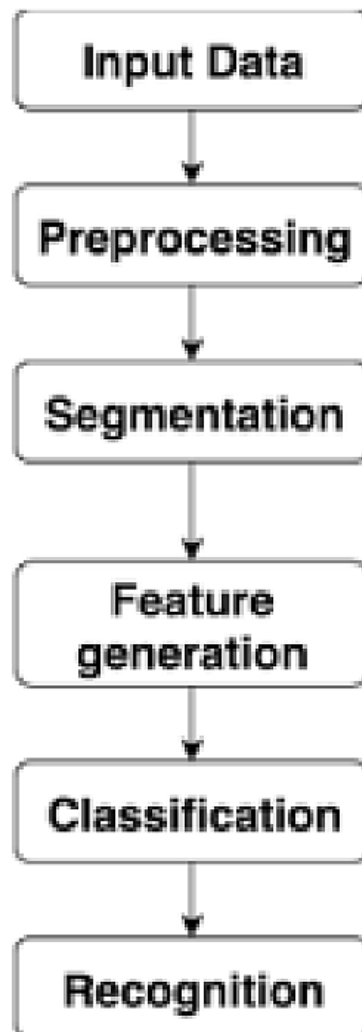 Input Data
Preprocessing
Segmentation
Feature
generation
Classification
Recognition